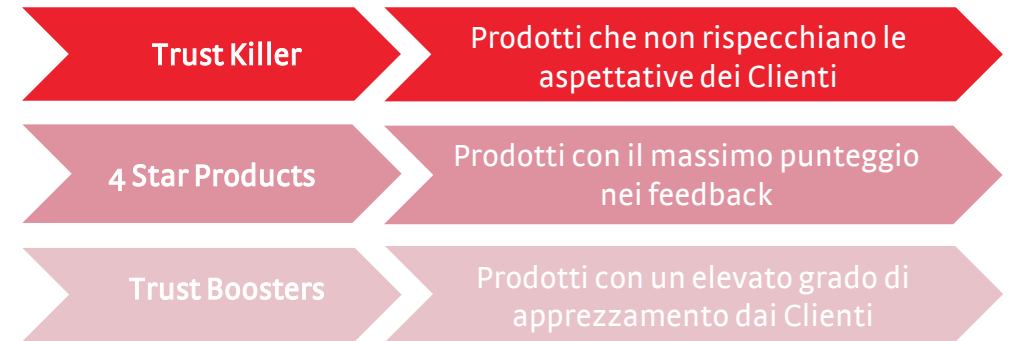 Trust Killer
Prodotti che non rispecchiano le
aspettative dei Clienti
4 Star Products
Prodotti con il massimo punteggio
nei feedback
Trust Boosters
Prodotti con un elevato grado di
apprezzamento dai Clienti